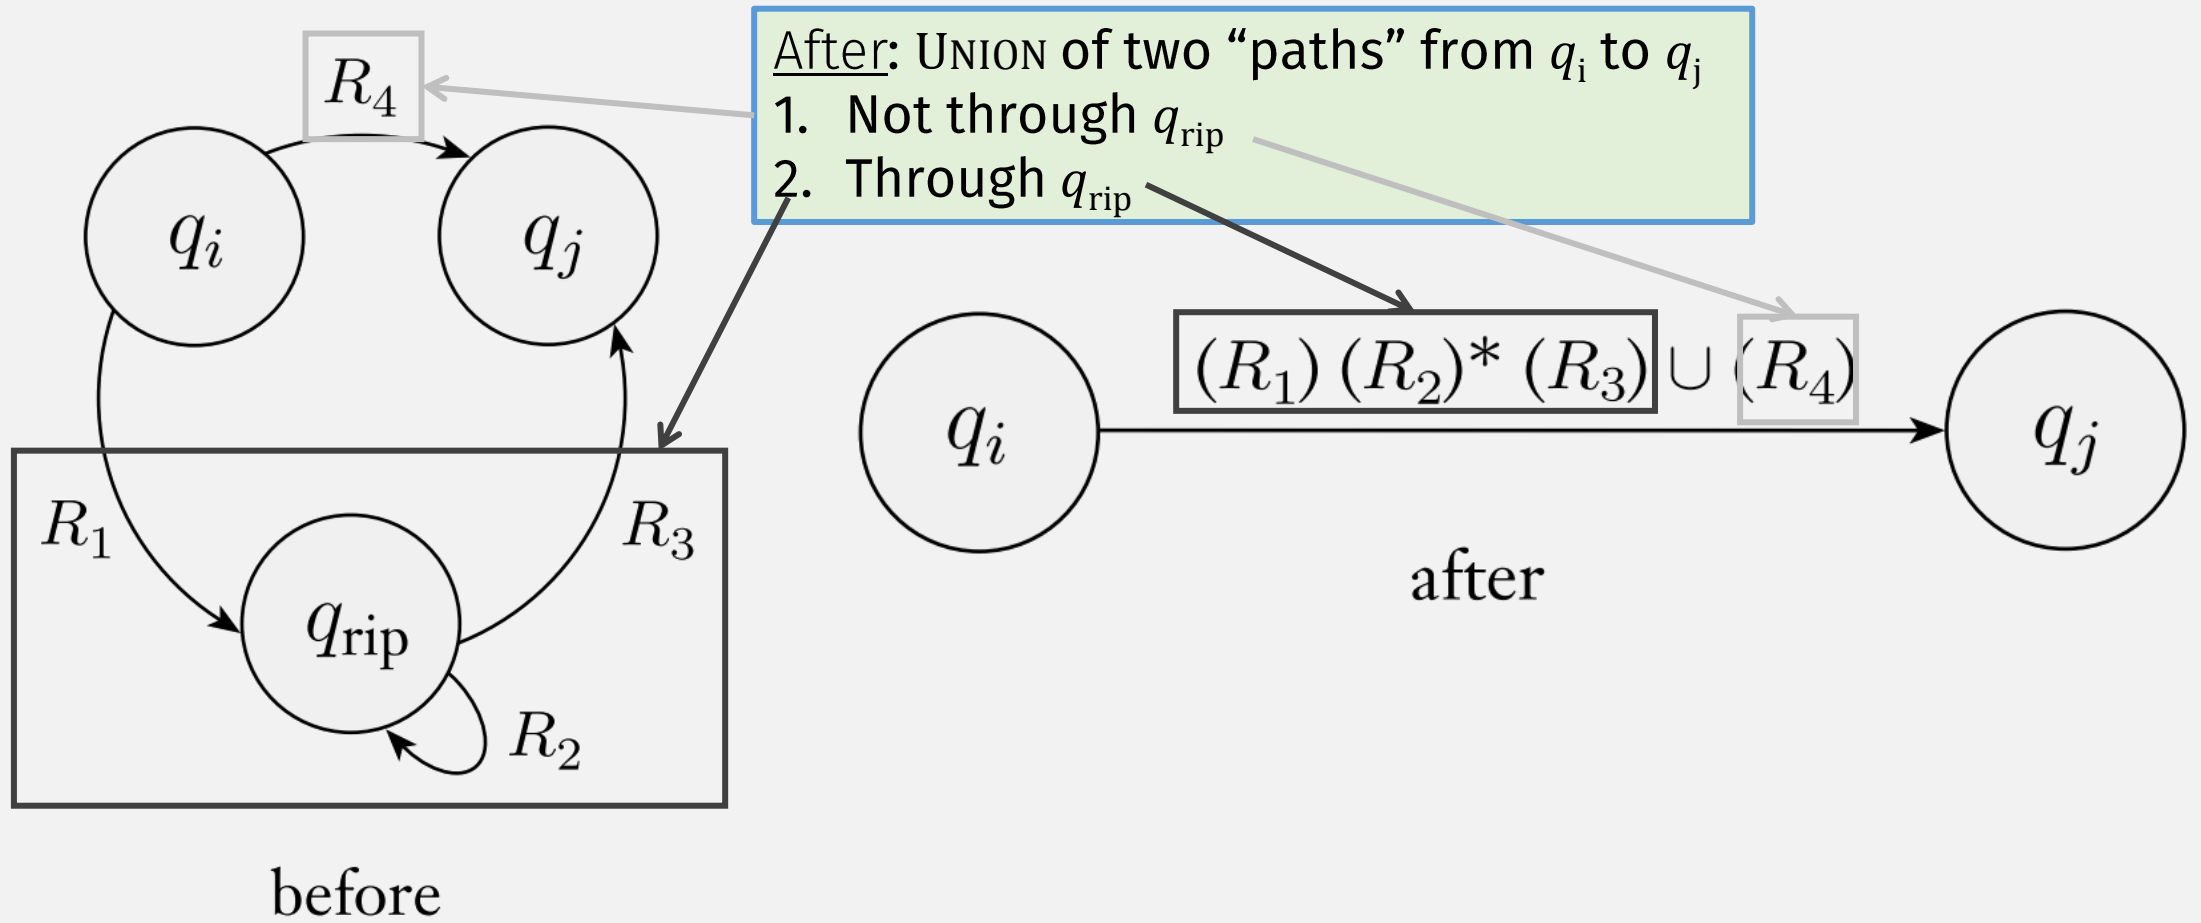 After: UNION of two “paths” from qi to qj
1. Not through qrip
2. Through qrip
R4
qi
qj
R1
R3
qrip
R2
before
(R1) (R2)* (R3) ∪ (R4)
qi
qj
after